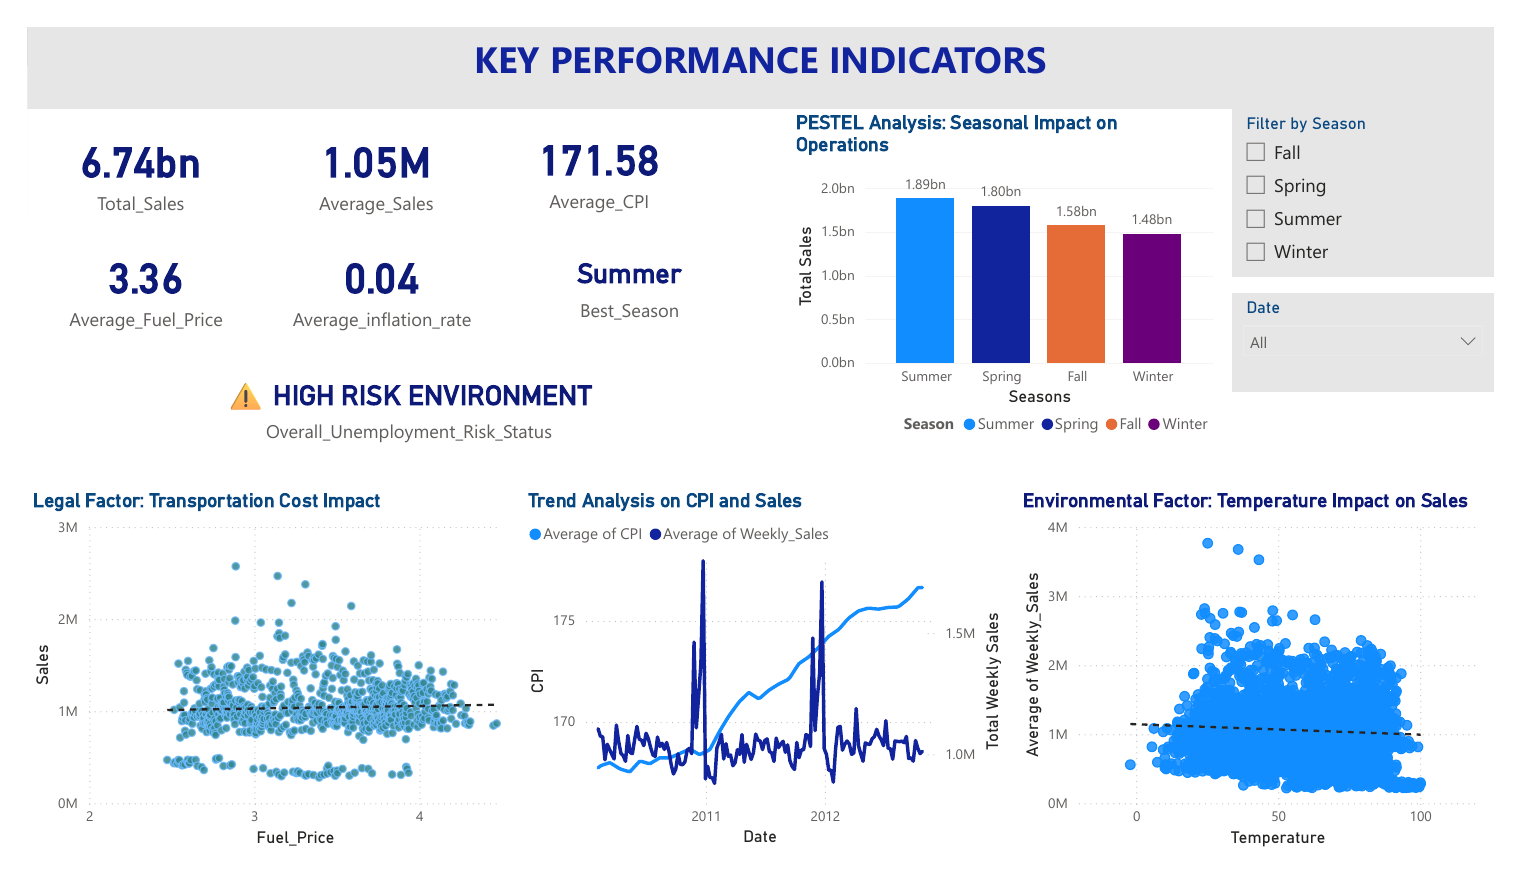 KEY PERFORMANCE INDICATORS
6.74bn
Total_Sales
1.05M
Average_Sales
171.58
Average_CPI
3.36
Average_Fuel_Price
0.04
Average_inflation_rate
Summer
Best_Season
⚠ HIGH RISK ENVIRONMENT
Overall_Unemployment_Risk_Status
PESTEL Analysis: Seasonal Impact on
Operations
Total Sales
2.0bn
1.5bn
1.0bn
0.5bn
0.0bn
1.89bn
1.80bn
1.58bn
1.48bn
Summer
Spring
Fall
Winter
Seasons
Season Summer Spring Fall Winter
Filter by Season
Fall
Spring
Summer
Winter
Date
All
Legal Factor: Transportation Cost Impact
Sales
3M
2M
1M
0M
2
3
4
Fuel_Price
Trend Analysis on CPI and Sales
Average of CPI Average of Weekly_Sales
CPI
175
170
1.5M
1.0M
Total Weekly Sales
2011
2012
Date
Environmental Factor: Temperature Impact on Sales
Average of Weekly_Sales
4M
3M
2M
1M
0M
0
50
100
Temperature